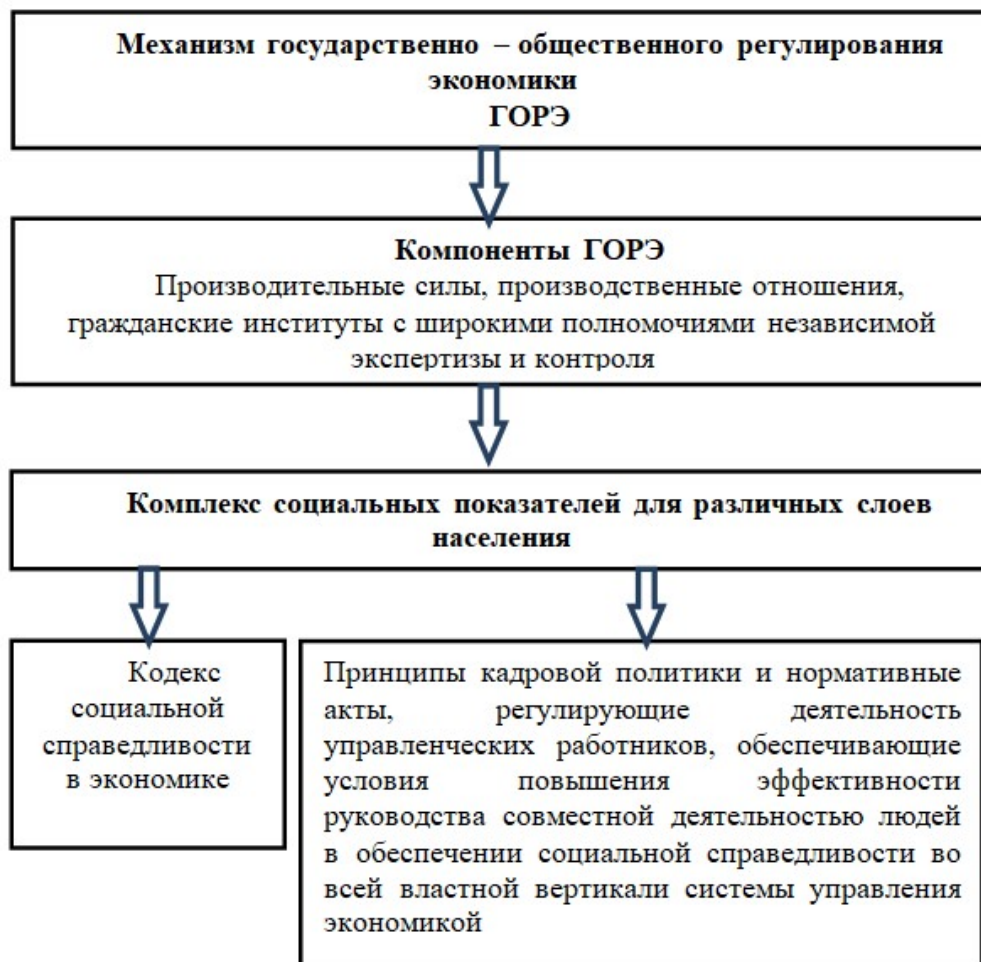 Механизм государственно – общественного регулирования
экономики
ГОРЭ
Компоненты ГОРЭ
Производительные силы, производственные отношения,
гражданские институты с широкими полномочиями независимой
экспертизы и контроля
Комплекс социальных показателей для различных слоев
населения
Кодекс
социальной
справедливости
в экономике
Принципы кадровой политики и нормативные
акты, регулирующие деятельность
управленческих работников, обеспечивающие
условия повышения эффективности
руководства совместной деятельностью людей
в обеспечении социальной справедливости во
всей властной вертикали системы управления
экономикой